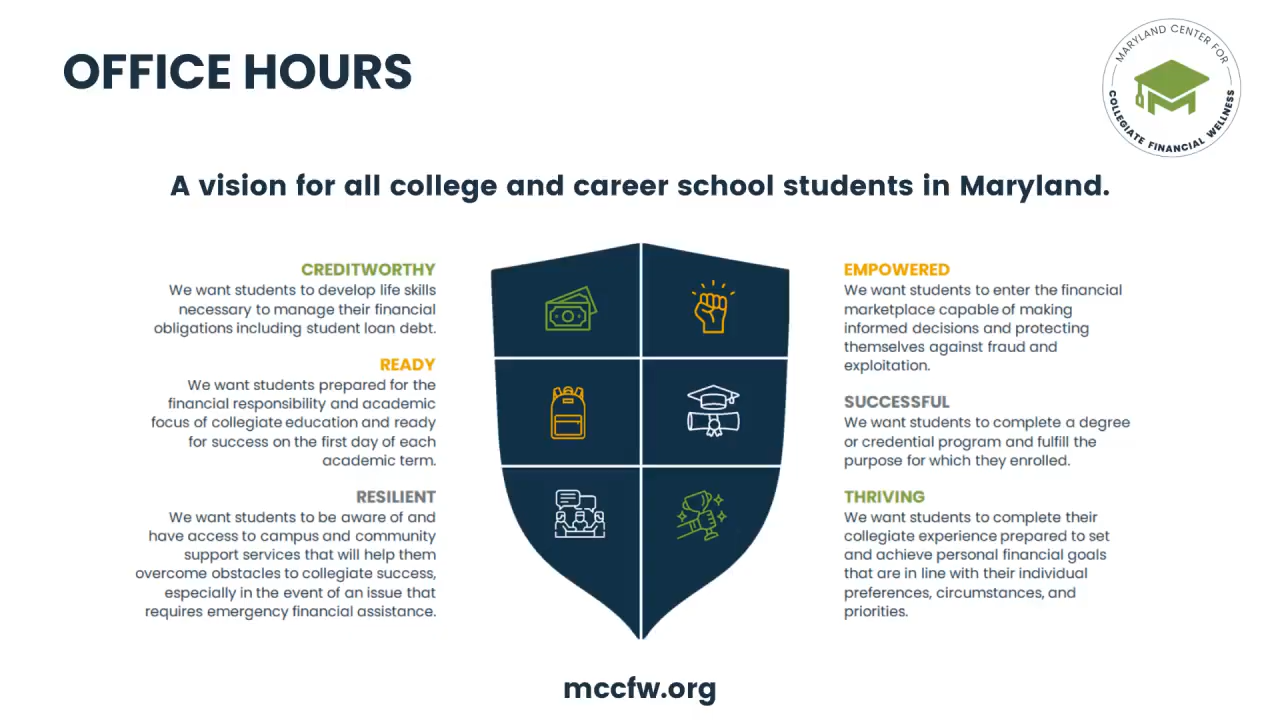 OFFICE HOURS
MARYLAND CENTER FOR
COLLEGIATE FINANCIAL WELLNESS
A vision for all college and career school students in Maryland.
CREDITWORTHY
We want students to develop life skills
necessary to manage their financial
obligations including student loan debt.
READY
We want students prepared for the
financial responsibility and academic
focus of collegiate education and ready
for success on the first day of each
academic term.
RESILIENT
We want students to be aware of and
have access to campus and community
support services that will help them
overcome obstacles to collegiate success,
especially in the event of an issue that
requires emergency financial assistance.
EMPOWERED
We want students to enter the financial
marketplace capable of making
informed decisions and protecting
themselves against fraud and
exploitation.
SUCCESSFUL
We want students to complete a degree
or credential program and fulfill the
purpose for which they enrolled.
THRIVING
We want students to complete their
collegiate experience prepared to set
and achieve personal financial goals
that are in line with their individual
preferences, circumstances, and
priorities.
mccfw.org